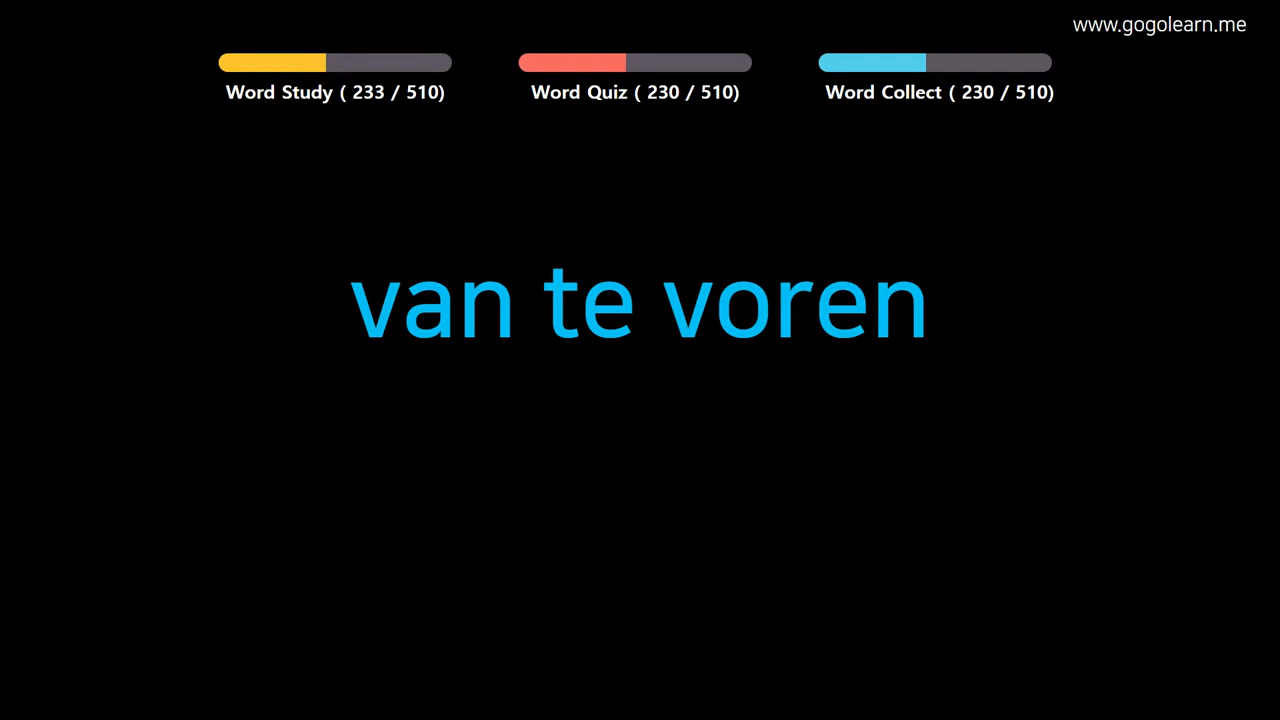 www.gogolearn.me
Word Study ( 233 / 510)
Word Quiz ( 230 / 510)
Word Collect ( 230 / 510)
van te voren